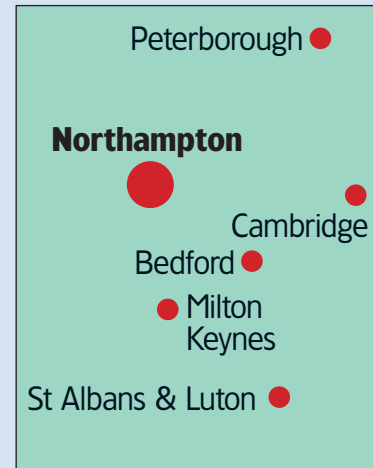 Peterborough
Northampton
Cambridge
Bedford
Milton
Keynes
St Albans & Luton